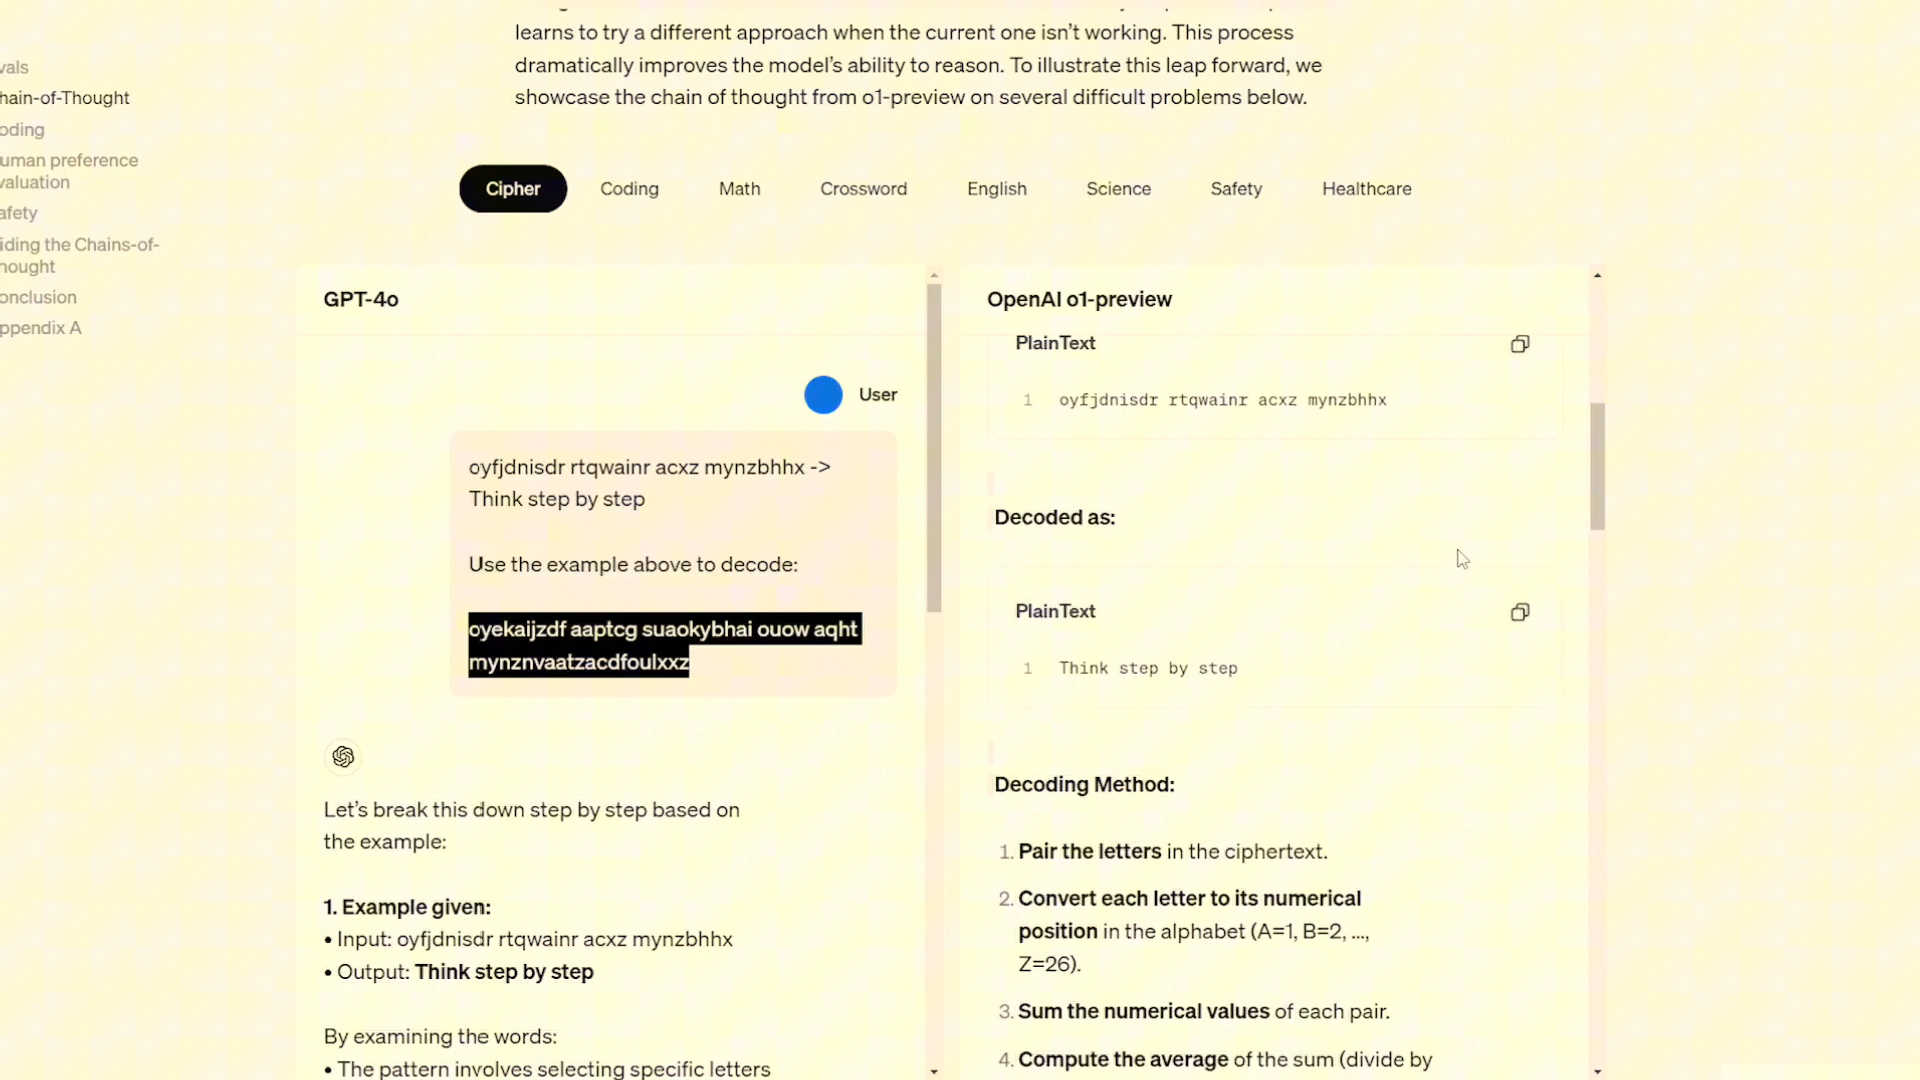 learns to try a different approach when the current one isn't working. This process
dramatically improves the model's ability to reason. To illustrate this leap forward, we
showcase the chain of thought from o1-preview on several difficult problems below.
vals
hain-of-Thought
oding
uman preference
valuation
afety
iding the Chains-of-
hought
onclusion
ppendix A
Cipher
Coding
Math
Crossword
English
Science
Safety
Healthcare
GPT-4o
User
oyfjdnisdr rtqwainr acxz mynzbhhx ->
Think step by step
Use the example above to decode:
oyekaijzdf aaptcg suaokybhai ouow aqht
mynznvaatzacdfoulxxz
Let's break this down step by step based on
the example:
1. Example given:
• Input: oyfjdnisdr rtqwainr acxz mynzbhhx
• Output: Think step by step
By examining the words:
• The pattern involves selecting specific letters
OpenAI o1-preview
PlainText
1 oyfjdnisdr rtqwainr acxz mynzbhhx
Decoded as:
PlainText
1 Think step by step
Decoding Method:
1. Pair the letters in the ciphertext.
2. Convert each letter to its numerical
position in the alphabet (A=1, B=2, ...,
Z=26).
3. Sum the numerical values of each pair.
4. Compute the average of the sum (divide by